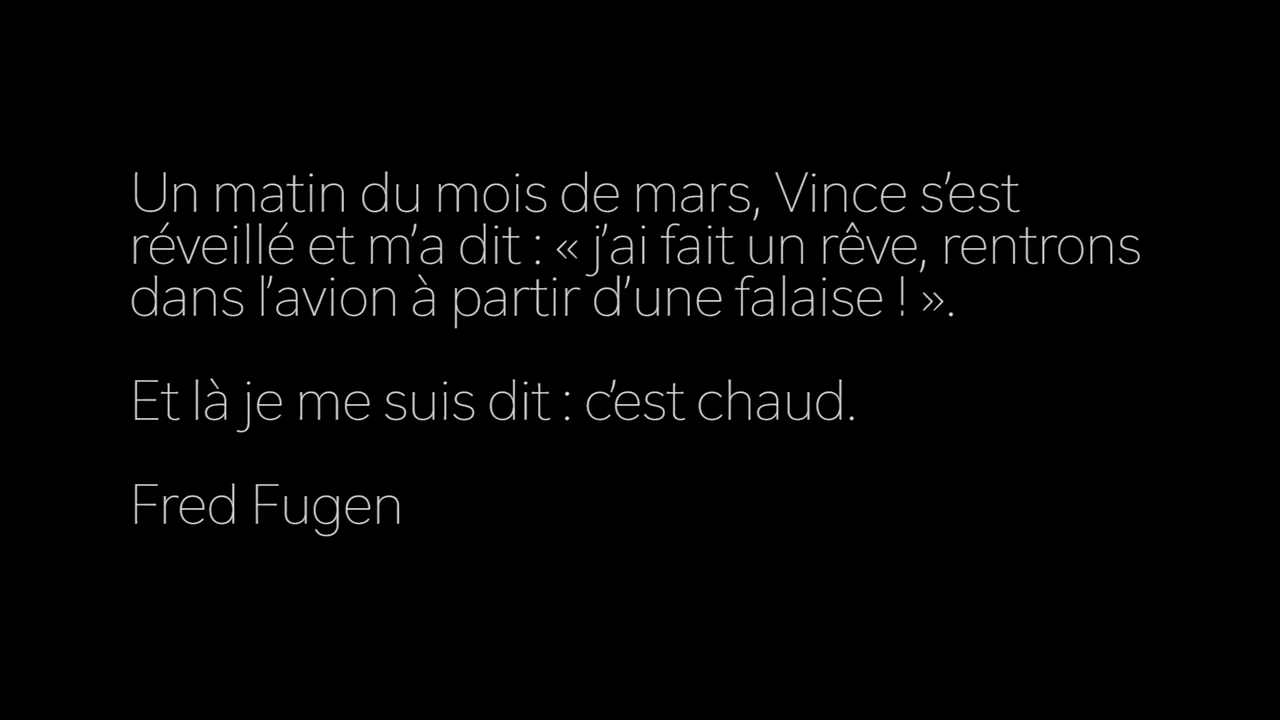 Un matin du mois de mars, Vince s’est
réveillé et m’a dit : « j’ai fait un rêve, rentrons
dans l’avion à partir d’une falaise ! ».
Et là je me suis dit : c’est chaud.
Fred Fugen